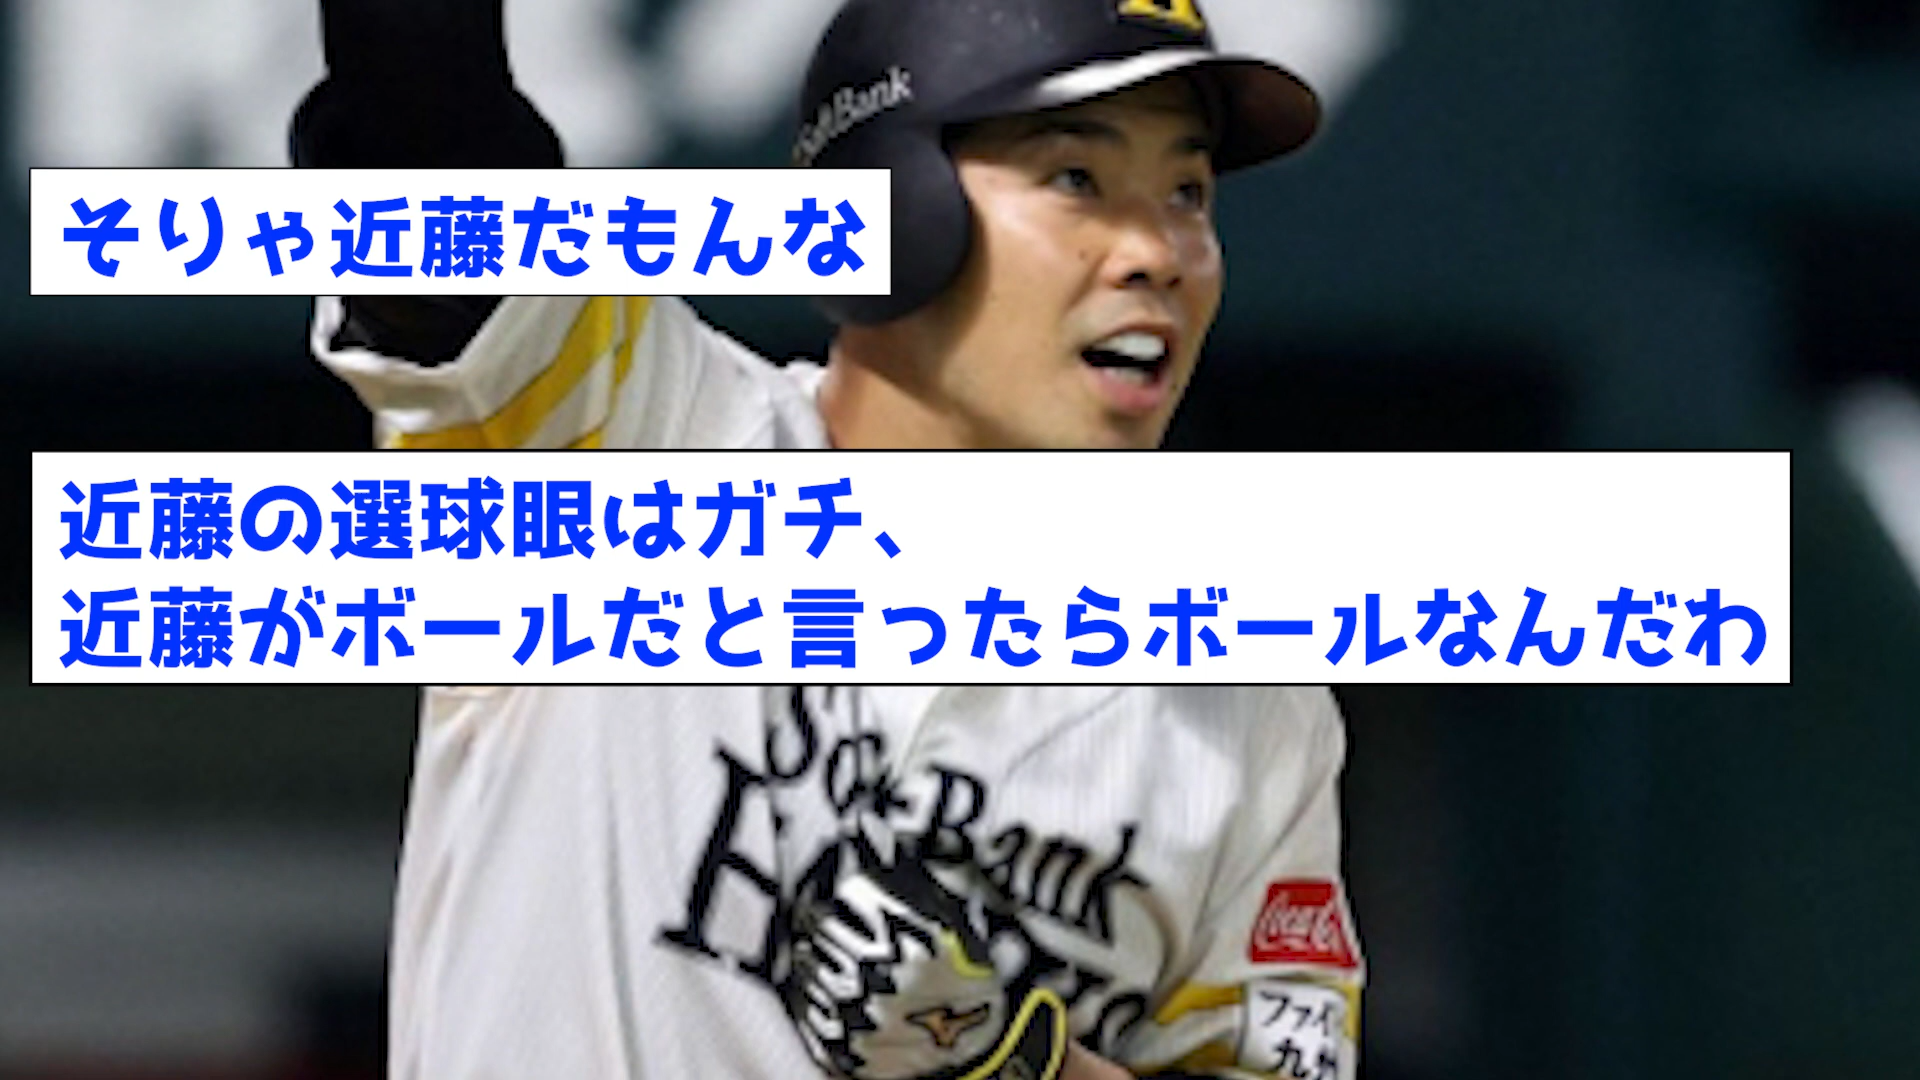 SoftBank
そりゃ近藤だもんな
近藤の選球眼はガチ、
近藤がボールだと言ったらボールなんだわ
SoftBank
Coca-Co
ファイ
九州